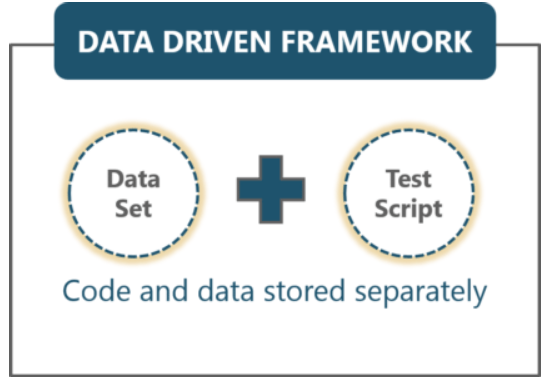 DATA DRIVEN FRAMEWORK
Data
Set
Test
Script
Code and data stored separately